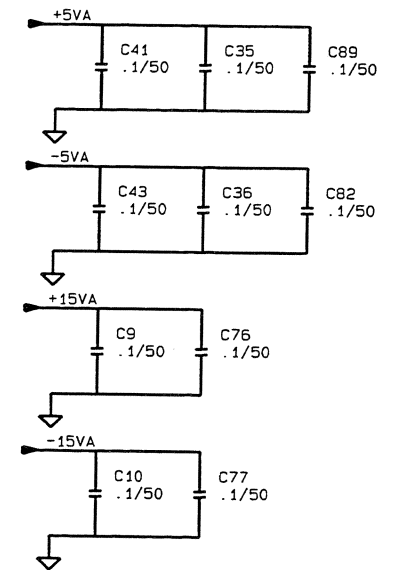 +5VA
C41 C35 C89
.1/50 .1/50 .1/50
-5VA
C43 C36 C82
.1/50 .1/50 .1/50
+15VA
C9 C76
.1/50 .1/50
-15VA
C10 C77
.1/50 .1/50